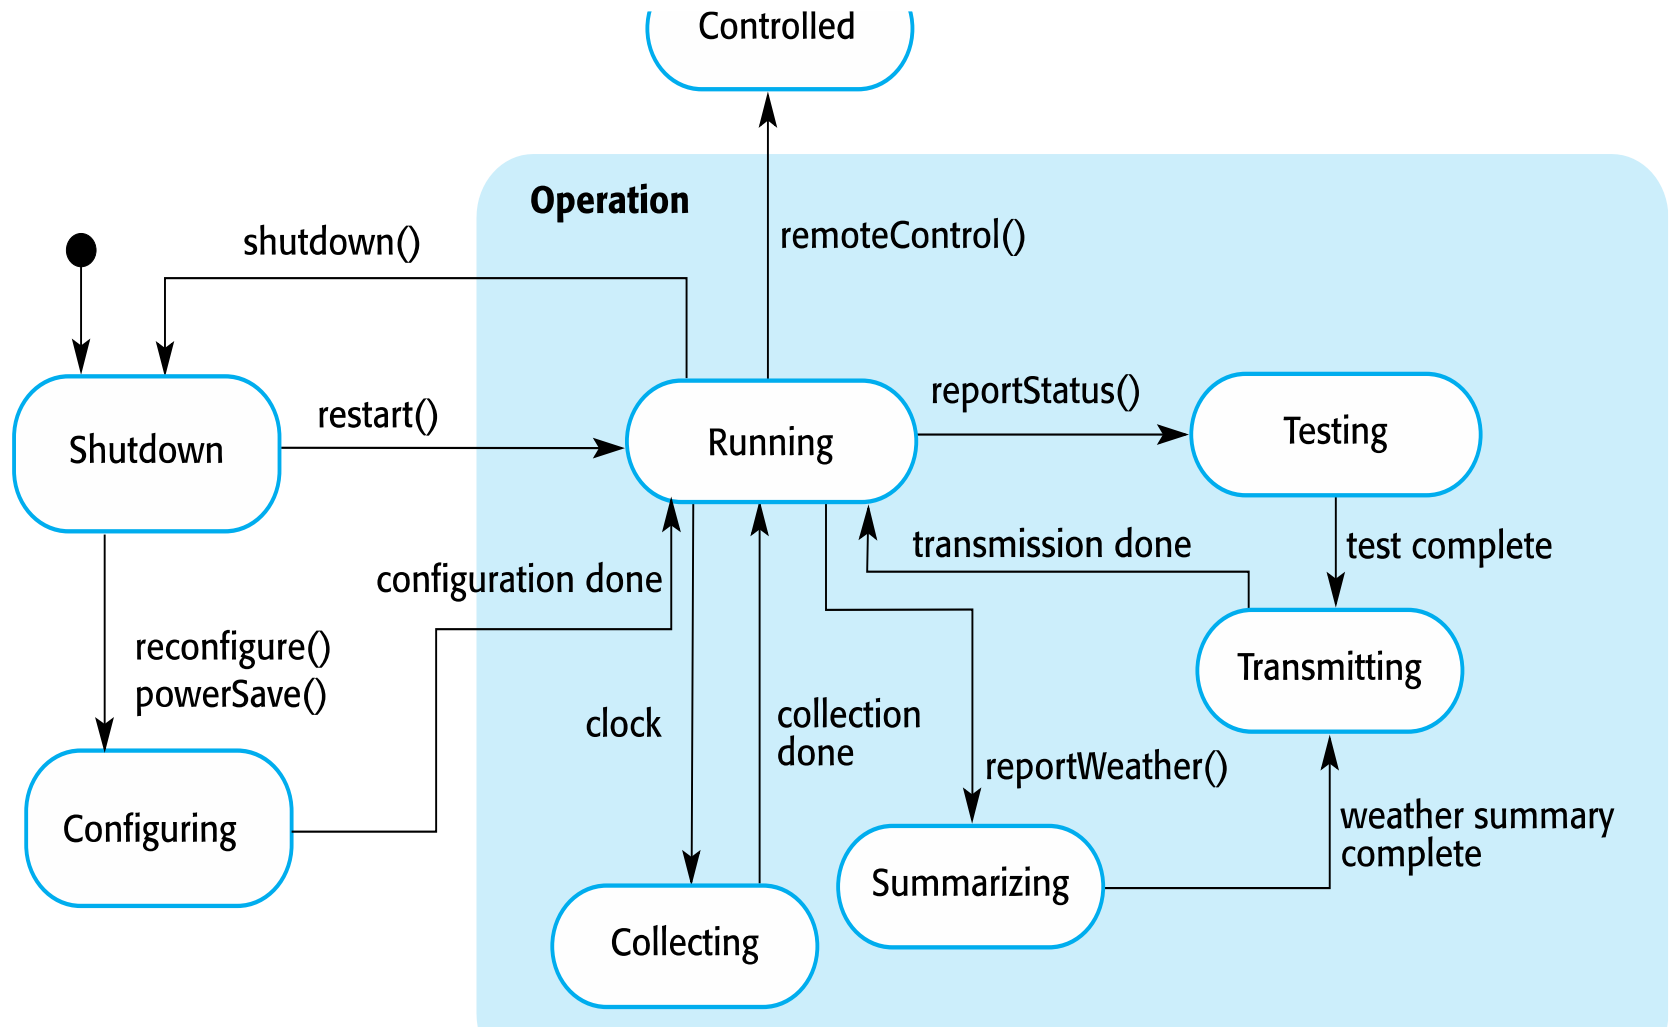 Controlled
Operation
shutdown()
remoteControl()
restart()
reportStatus()
Shutdown
Running
Testing
configuration done
transmission done
test complete
reconfigure()
powerSave()
Transmitting
clock
collection
done
reportWeather()
weather summary
complete
Configuring
Summarizing
Collecting